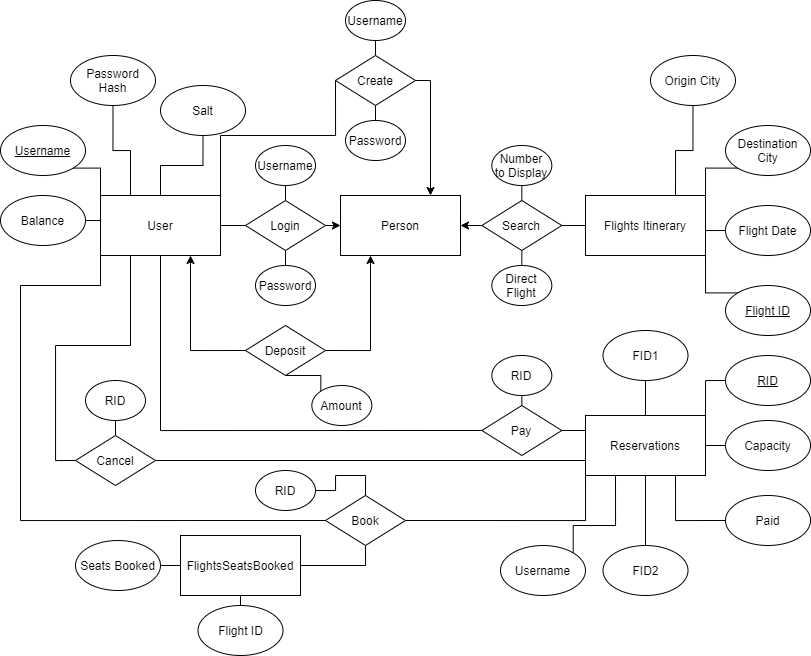 Username
Create
Password
Password
Hash
Salt
Origin City
Username
Username
Number
to Display
Destination
City
Balance
User
Login
Person
Search
Flights Itinerary
Flight Date
Password
Direct
Flight
Flight ID
Deposit
Amount
RID
FID1
RID
RID
Pay
Reservations
Capacity
Cancel
RID
Book
Paid
Seats Booked
FlightsSeatsBooked
Username
FID2
Flight ID